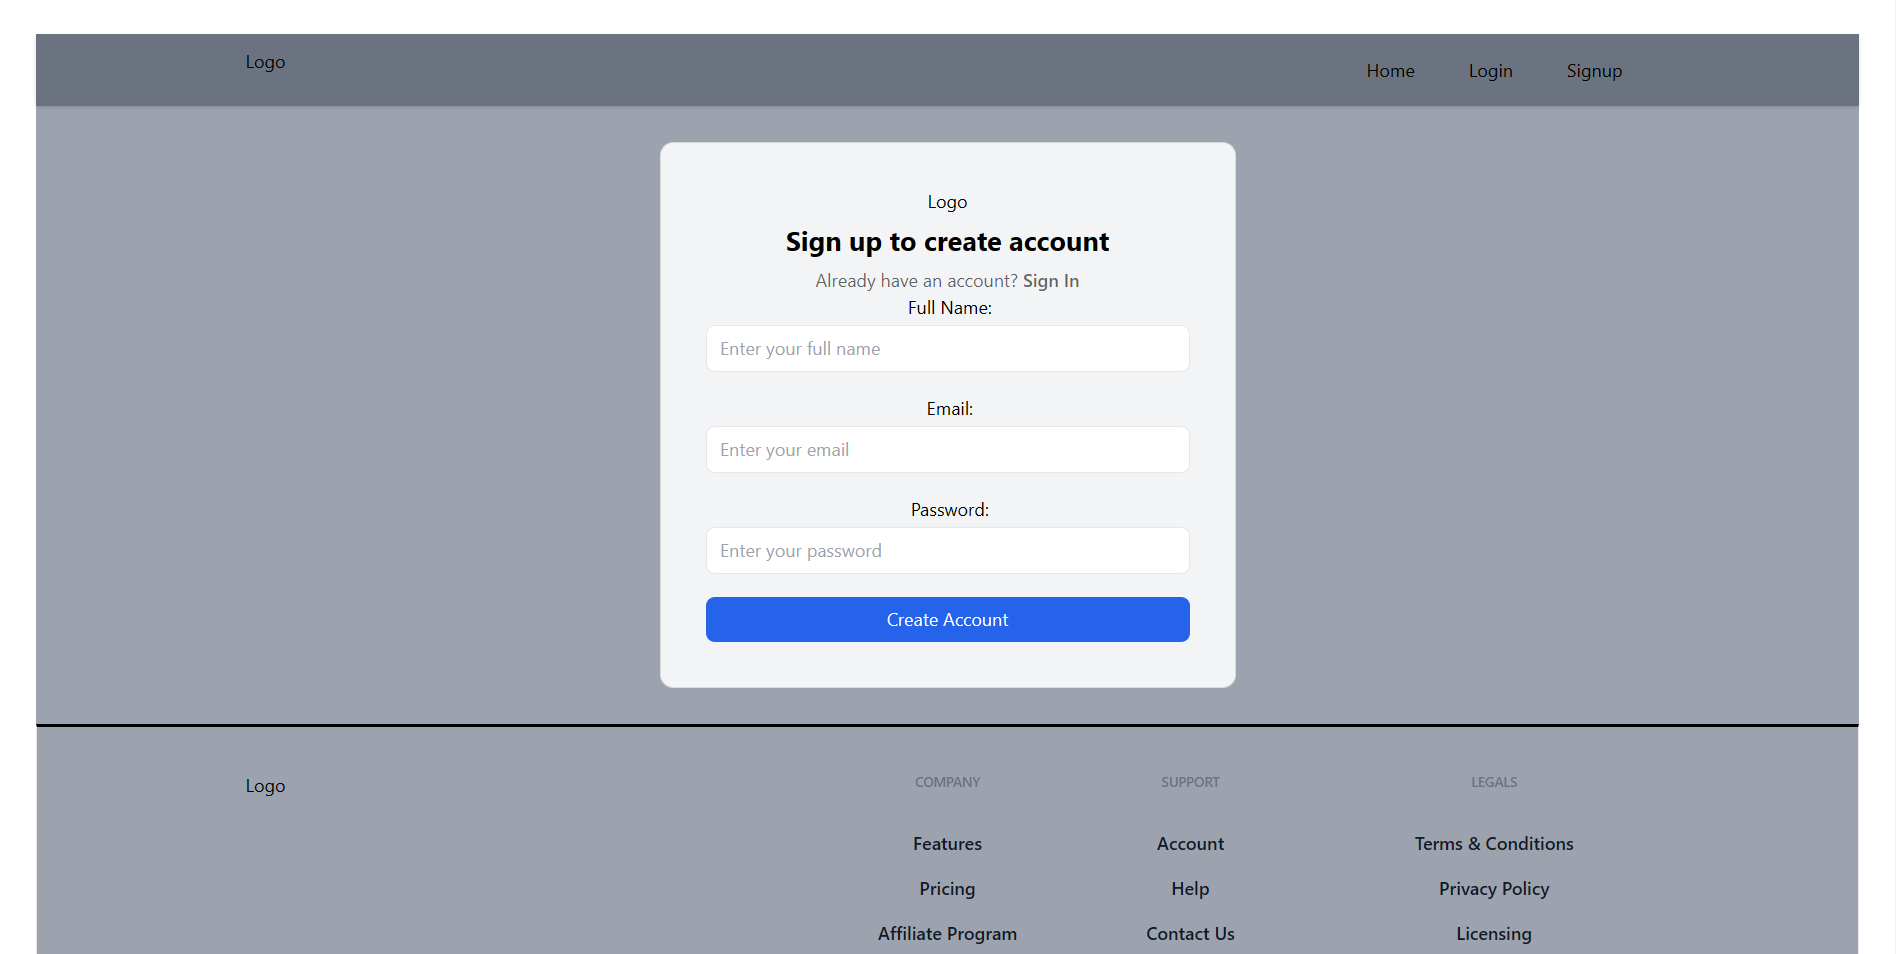 Logo
Home Login Signup
Logo
Sign up to create account
Already have an account? Sign In
Full Name:
Enter your full name
Email:
Enter your email
Password:
Enter your password
Create Account
Logo
COMPANY SUPPORT LEGALS
Features Account Terms & Conditions
Pricing Help Privacy Policy
Affiliate Program Contact Us Licensing